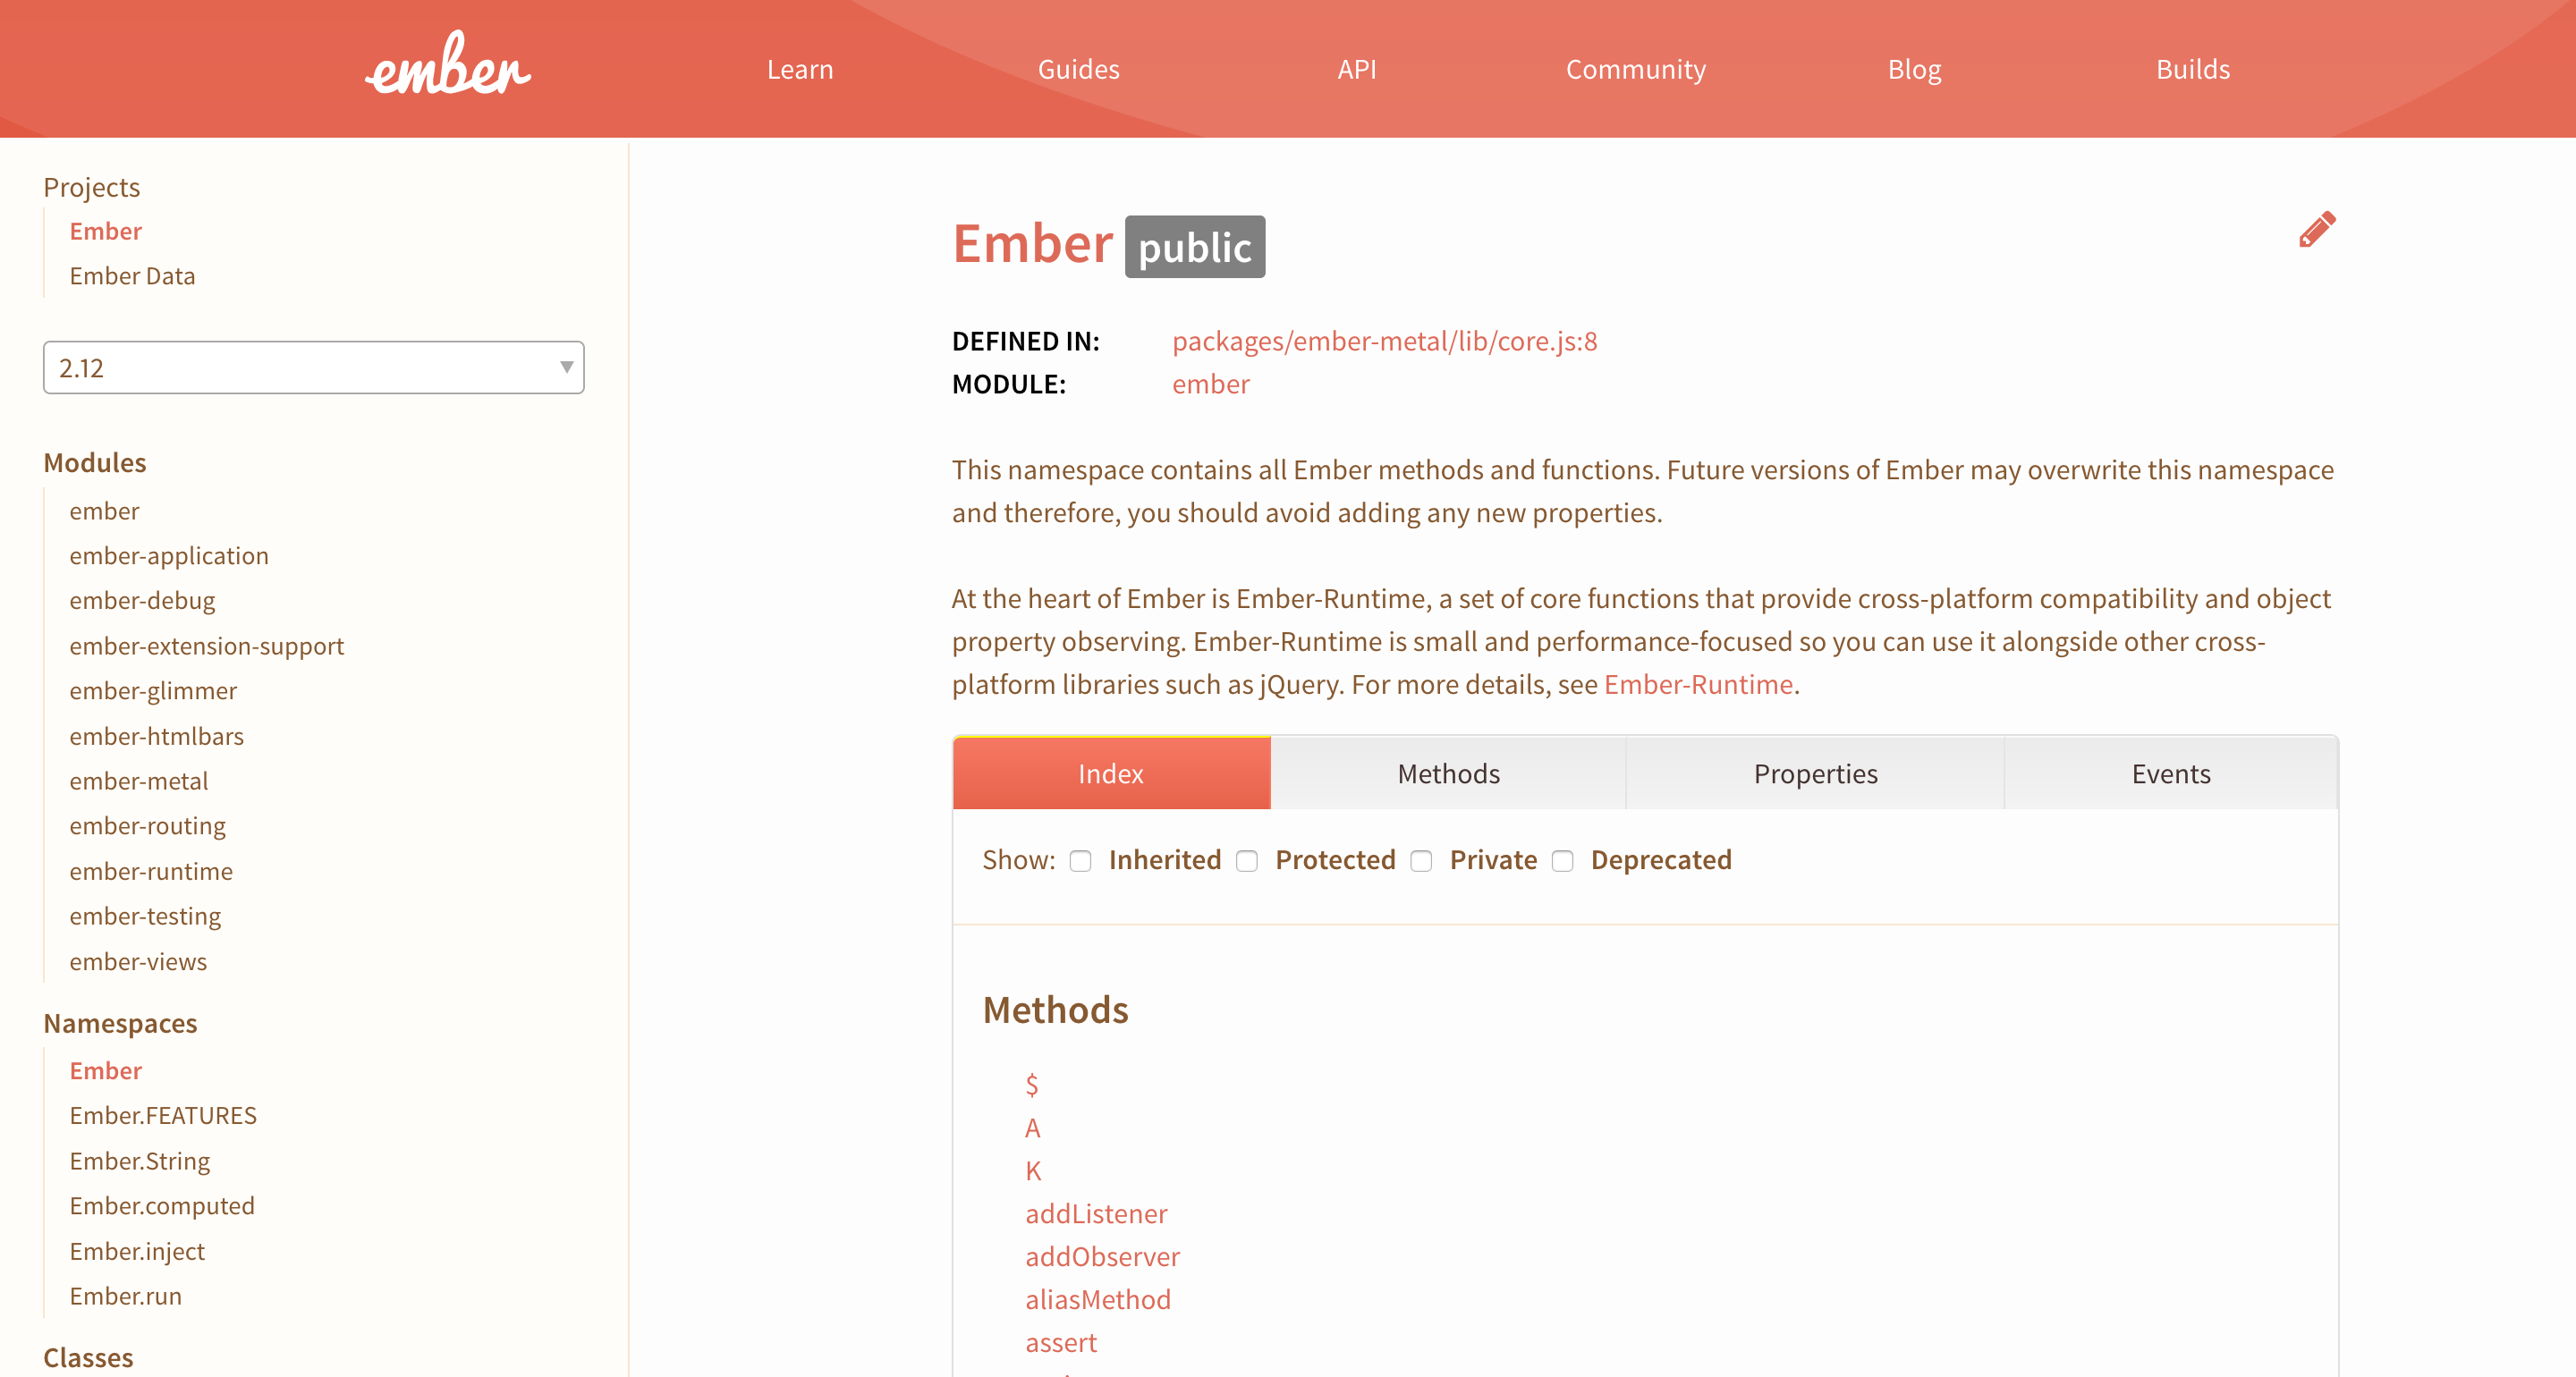 ember
Learn
Guides
API
Community
Blog
Builds
Projects
Ember
Ember Data
2.12
Modules
ember
ember-application
ember-debug
ember-extension-support
ember-glimmer
ember-htmlbars
ember-metal
ember-routing
ember-runtime
ember-testing
ember-views
Namespaces
Ember
Ember.FEATURES
Ember.String
Ember.computed
Ember.inject
Ember.run
Classes
Ember public
DEFINED IN: packages/ember-metal/lib/core.js:8
MODULE: ember
This namespace contains all Ember methods and functions. Future versions of Ember may overwrite this namespace
and therefore, you should avoid adding any new properties.
At the heart of Ember is Ember-Runtime, a set of core functions that provide cross-platform compatibility and object
property observing. Ember-Runtime is small and performance-focused so you can use it alongside other cross-
platform libraries such as jQuery. For more details, see Ember-Runtime.
Index
Methods
Properties
Events
Show: Inherited Protected Private Deprecated
Methods
$
A
K
addListener
addObserver
aliasMethod
assert